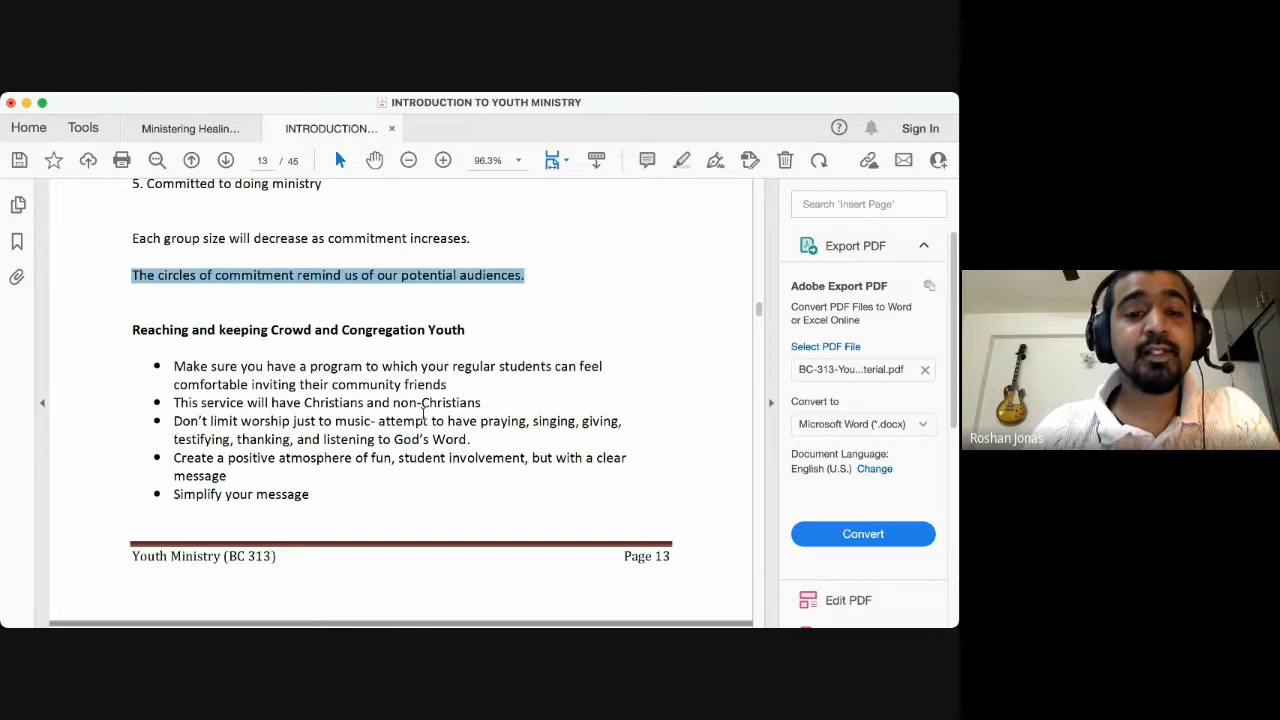 INTRODUCTION TO YOUTH MINISTRY
Home
Tools
Ministering Healin...
INTRODUCTION...
Sign In
13 / 45
96.3%
5. Committed to doing ministry
Each group size will decrease as commitment increases.
The circles of commitment remind us of our potential audiences.
Reaching and keeping Crowd and Congregation Youth
• Make sure you have a program to which your regular students can feel
comfortable inviting their community friends
• This service will have Christians and non-Christians
• Don't limit worship just to music- attempt to have praying, singing, giving,
testifying, thanking, and listening to God's Word.
• Create a positive atmosphere of fun, student involvement, but with a clear
message
• Simplify your message
Youth Ministry (BC 313)
Page 13
Search 'Insert Page'
Export PDF
Adobe Export PDF
Convert PDF Files to Word
or Excel Online
Select PDF File
BC-313-You...terial.pdf
Convert to
Microsoft Word (*.docx)
Document Language:
English (U.S.) Change
Convert
Edit PDF
Roshan Jonas